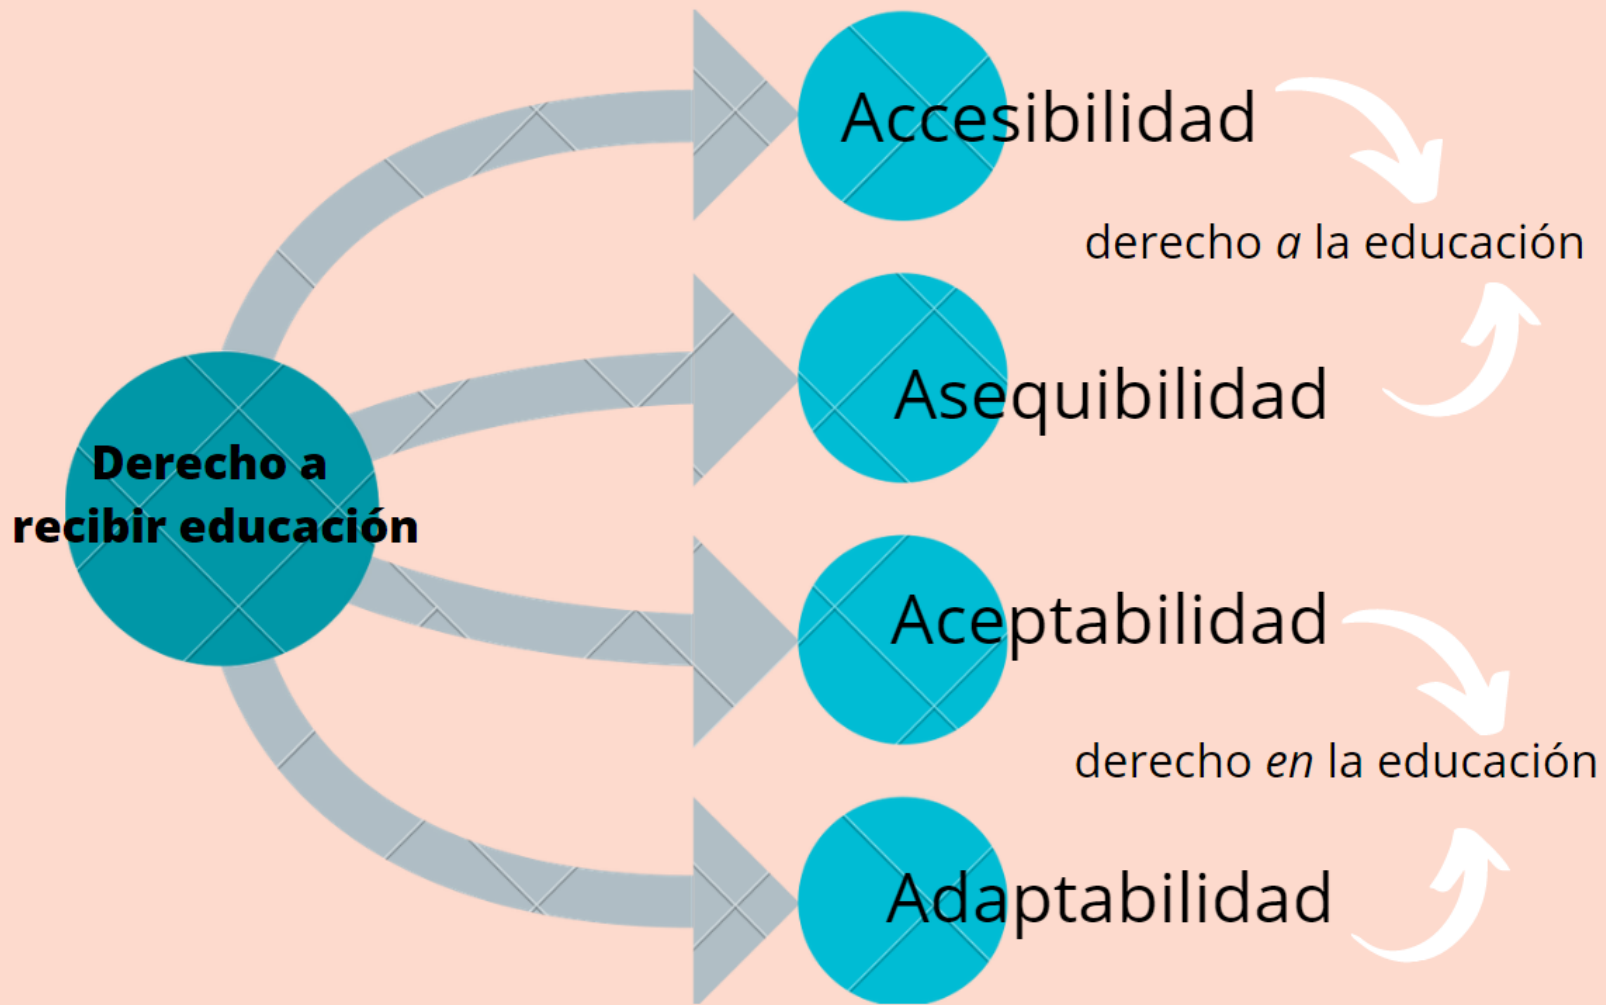 Derecho a
recibir educación
Accesibilidad
derecho a la educación
Asequibilidad
Aceptabilidad
derecho en la educación
Adaptabilidad